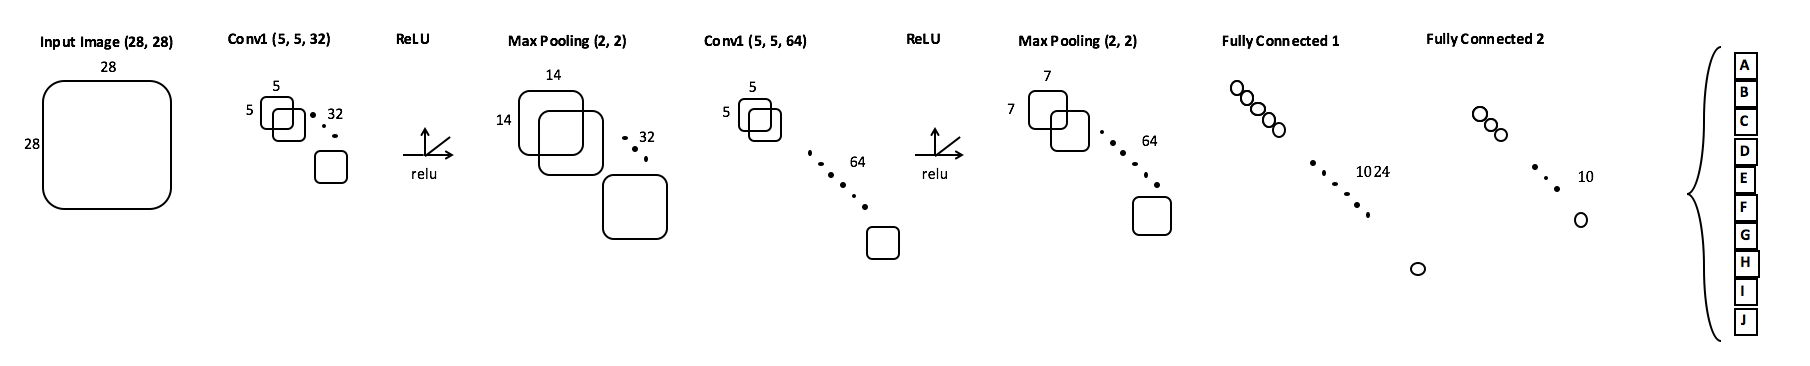 Input Image (28, 28)
28
28
Conv1 (5, 5, 32)
5
5
32
ReLU
relu
Max Pooling (2, 2)
14
14
32
Conv1 (5, 5, 64)
5
5
64
ReLU
relu
Max Pooling (2, 2)
7
7
64
Fully Connected 1
1024
Fully Connected 2
10
A
B
C
D
E
F
G
H
I
J